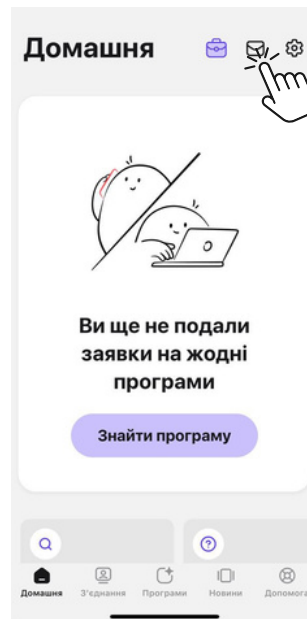 Домашня
Ви ще не подали
заявки на жодні
програми
Знайти програму
Домашня З'єднання Програми Новини Допомога